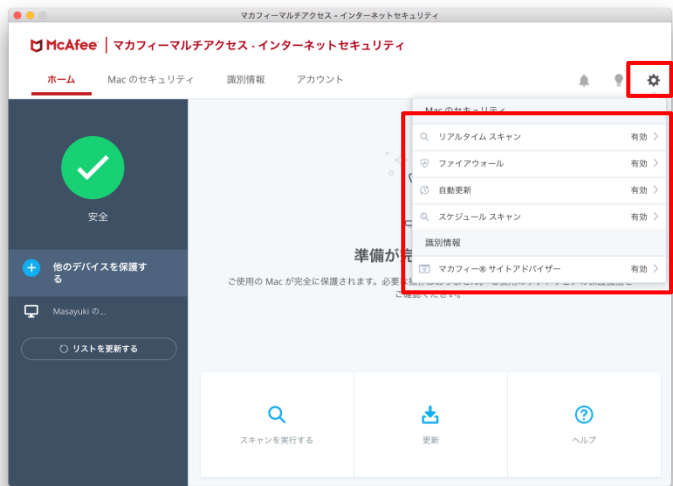 マカフィーマルチアクセス - インターネットセキュリティ
McAfee マカフィーマルチアクセス - インターネットセキュリティ
ホーム Mac のセキュリティ 識別情報 アカウント
Mac のセキュリティ
リアルタイム スキャン 有効
ファイアウォール 有効
自動更新 有効
スケジュール スキャン 有効
識別情報
マカフィー® サイトアドバイザー 有効
安全
他のデバイスを保護す
る
Masayuki の...
リストを更新する
準備が完
ご使用の Mac が完全に保護されます。必要な
ご確認ください。
スキャンを実行する
更新
ヘルプ